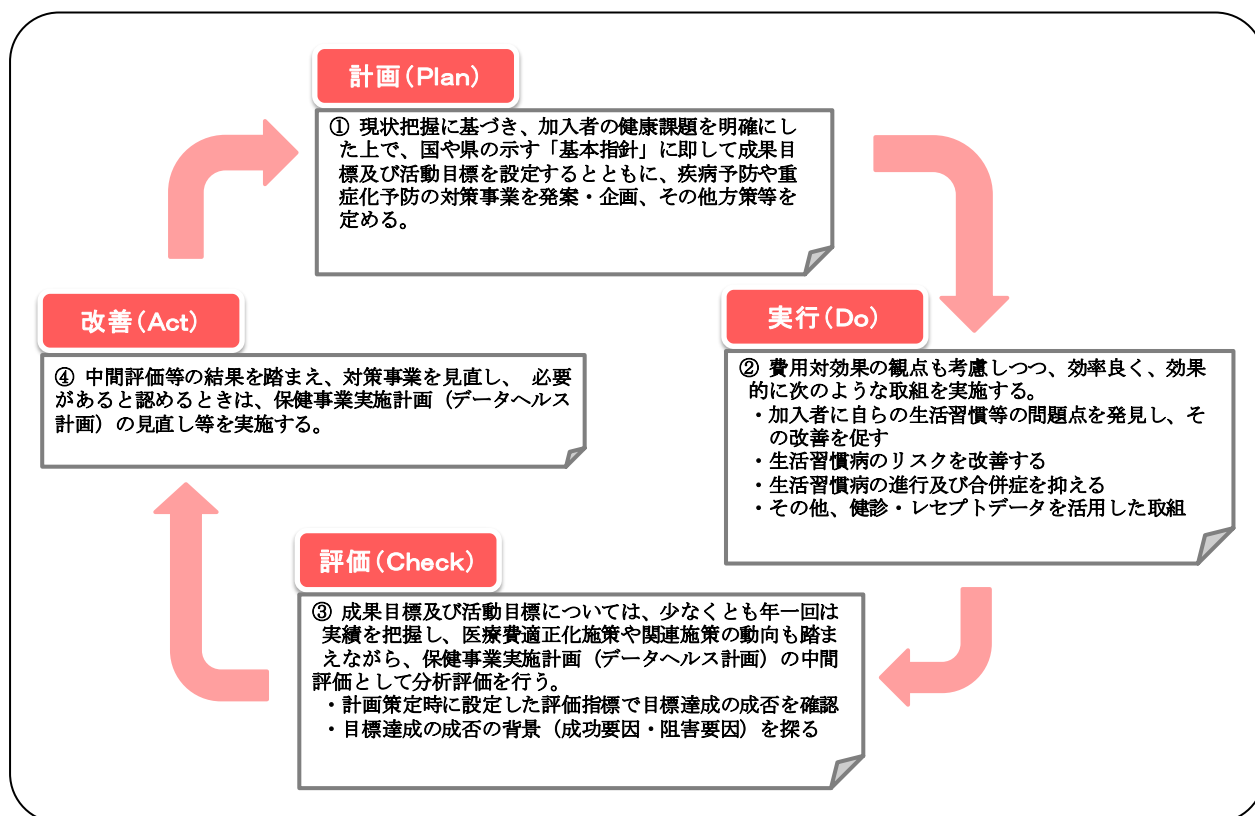 計画(Plan)
① 現状把握に基づき、加入者の健康課題を明確にし
た上で、国や県の示す「基本指針」に即して成果目
標及び活動目標を設定するとともに、疾病予防や重
症化予防の対策事業を発案・企画、その他方策等を
定める。
実行(Do)
② 費用対効果の観点も考慮しつつ、効率良く、効果
的に次のような取組を実施する。
・加入者に自らの生活習慣等の問題点を発見し、そ
の改善を促す
・生活習慣病のリスクを改善する
・生活習慣病の進行及び合併症を抑える
・その他、健診・レセプトデータを活用した取組
評価(Check)
③ 成果目標及び活動目標については、少なくとも年一回は
実績を把握し、医療費適正化施策や関連施策の動向も踏ま
えながら、保健事業実施計画（データヘルス計画）の中間
評価として分析評価を行う。
・計画策定時に設定した評価指標で目標達成の成否を確認
・目標達成の成否の背景（成功要因・阻害要因）を探る
改善(Act)
④ 中間評価等の結果を踏まえ、対策事業を見直し、 必要
があると認めるときは、保健事業実施計画（データヘルス
計画）の見直し等を実施する。